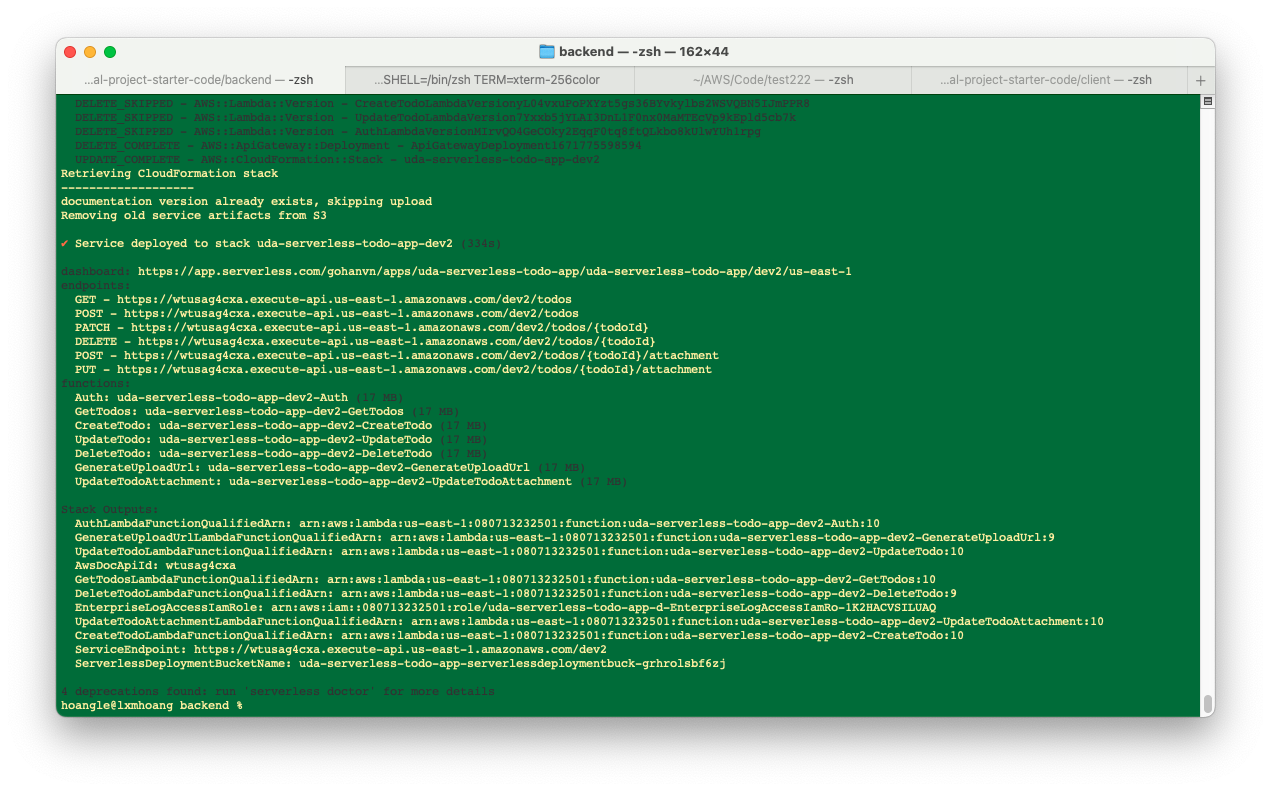 backend — -zsh — 162×44
...al-project-starter-code/backend — -zsh
...SHELL=/bin/zsh TERM=xterm-256color
~/AWS/Code/test222 — -zsh
...al-project-starter-code/client — -zsh
+
DELETE_SKIPPED - AWS::Lambda::Version -
DELETE_SKIPPED - AWS::Lambda::Version -
DELETE_SKIPPED - AWS::Lambda::Version -
DELETE_COMPLETE - AWS::ApiGateway::Deployment - ApiGatewayDeployment1671775598594
UPDATE_COMPLETE - AWS::CloudFormation::Stack - uda-serverless-todo-app-dev2
Retrieving CloudFormation stack
-------------------
documentation version already exists, skipping upload
Removing old service artifacts from S3
✔ Service deployed to stack uda-serverless-todo-app-dev2 (334s)
dashboard: https://app.serverless.com/gohanvn/apps/uda-serverless-todo-app/uda-serverless-todo-app/dev2/us-east-1
endpoints:
GET - https://wtusag4cxa.execute-api.us-east-1.amazonaws.com/dev2/todos
POST - https://wtusag4cxa.execute-api.us-east-1.amazonaws.com/dev2/todos
PATCH - https://wtusag4cxa.execute-api.us-east-1.amazonaws.com/dev2/todos/{todoId}
DELETE - https://wtusag4cxa.execute-api.us-east-1.amazonaws.com/dev2/todos/{todoId}
POST - https://wtusag4cxa.execute-api.us-east-1.amazonaws.com/dev2/todos/{todoId}/attachment
PUT - https://wtusag4cxa.execute-api.us-east-1.amazonaws.com/dev2/todos/{todoId}/attachment
functions:
Auth: uda-serverless-todo-app-dev2-Auth (17 MB)
GetTodos: uda-serverless-todo-app-dev2-GetTodos (17 MB)
CreateTodo: uda-serverless-todo-app-dev2-CreateTodo (17 MB)
UpdateTodo: uda-serverless-todo-app-dev2-UpdateTodo (17 MB)
DeleteTodo: uda-serverless-todo-app-dev2-DeleteTodo (17 MB)
GenerateUploadUrl: uda-serverless-todo-app-dev2-GenerateUploadUrl (17 MB)
UpdateTodoAttachment: uda-serverless-todo-app-dev2-UpdateTodoAttachment (17 MB)
Stack Outputs:
AuthLambdaFunctionQualifiedArn: arn:aws:lambda:us-east-1:080713232501:function:uda-serverless-todo-app-dev2-Auth:10
GenerateUploadUrlLambdaFunctionQualifiedArn: arn:aws:lambda:us-east-1:080713232501:function:uda-serverless-todo-app-dev2-GenerateUploadUrl:9
UpdateTodoLambdaFunctionQualifiedArn: arn:aws:lambda:us-east-1:080713232501:function:uda-serverless-todo-app-dev2-UpdateTodo:10
AwsDocApiId: wtusag4cxa
GetTodosLambdaFunctionQualifiedArn: arn:aws:lambda:us-east-1:080713232501:function:uda-serverless-todo-app-dev2-GetTodos:10
DeleteTodoLambdaFunctionQualifiedArn: arn:aws:lambda:us-east-1:080713232501:function:uda-serverless-todo-app-dev2-DeleteTodo:9
EnterpriseLogAccessIamRole: arn:aws:iam::080713232501:role/uda-serverless-todo-app-d-EnterpriseLogAccessIamRo-1K2HACVSILUAQ
UpdateTodoAttachmentLambdaFunctionQualifiedArn: arn:aws:lambda:us-east-1:080713232501:function:uda-serverless-todo-app-dev2-UpdateTodoAttachment:10
CreateTodoLambdaFunctionQualifiedArn: arn:aws:lambda:us-east-1:080713232501:function:uda-serverless-todo-app-dev2-CreateTodo:10
ServiceEndpoint: https://wtusag4cxa.execute-api.us-east-1.amazonaws.com/dev2
ServerlessDeploymentBucketName: uda-serverless-todo-app-serverlessdeploymentbuck-grhrolsbf6zj
4 deprecations found: run 'serverless doctor' for more details
hoangle@lxmhoang backend %